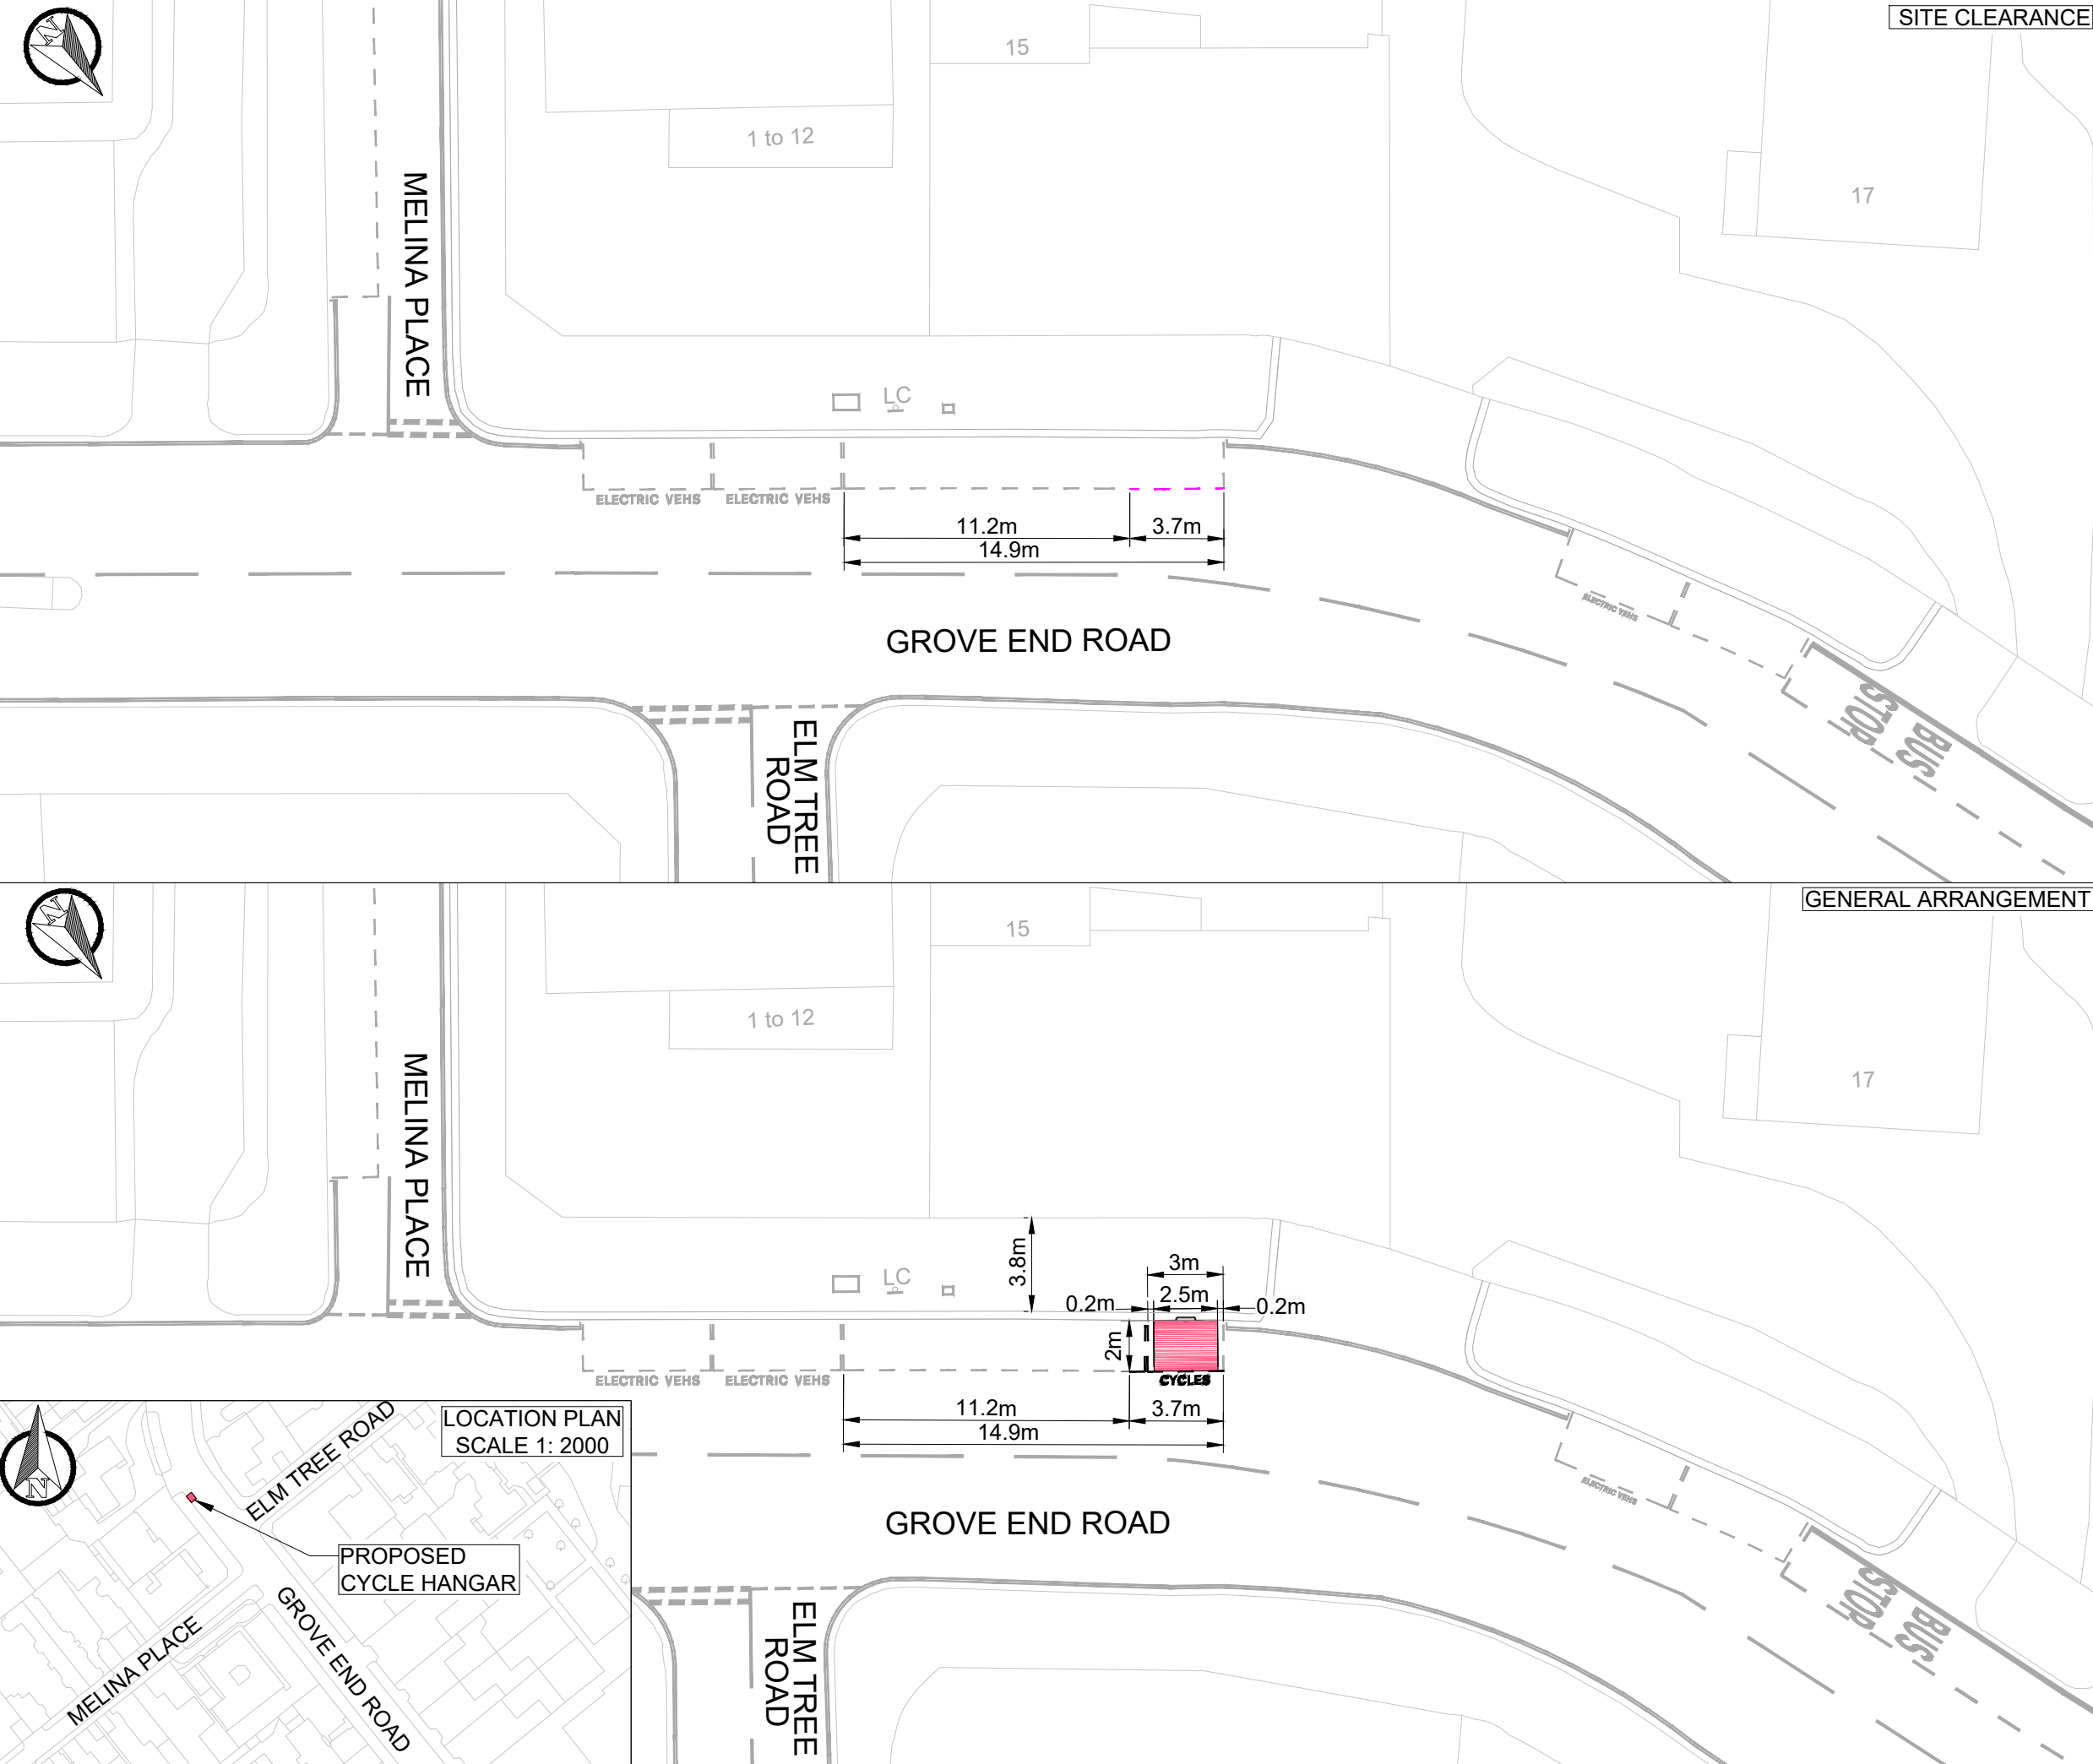 SITE CLEARANCE
N
15
1 to 12
17
MELINA PLACE
LC
ELECTRIC VEHS
ELECTRIC VEHS
11.2m
3.7m
14.9m
ELECTRIC VEHS
GROVE END ROAD
BUS
STOP
ELM TREE
ROAD
GENERAL ARRANGEMENT
N
15
1 to 12
17
MELINA PLACE
3.8m
LC
3m
0.2m
2.5m
0.2m
2m
ELECTRIC VEHS
ELECTRIC VEHS
CYCLES
11.2m
3.7m
14.9m
ELECTRIC VEHS
GROVE END ROAD
BUS
STOP
ELM TREE
ROAD
LOCATION PLAN
SCALE 1: 2000
N
ELM TREE ROAD
PROPOSED
CYCLE HANGAR
MELINA PLACE
GROVE END ROAD